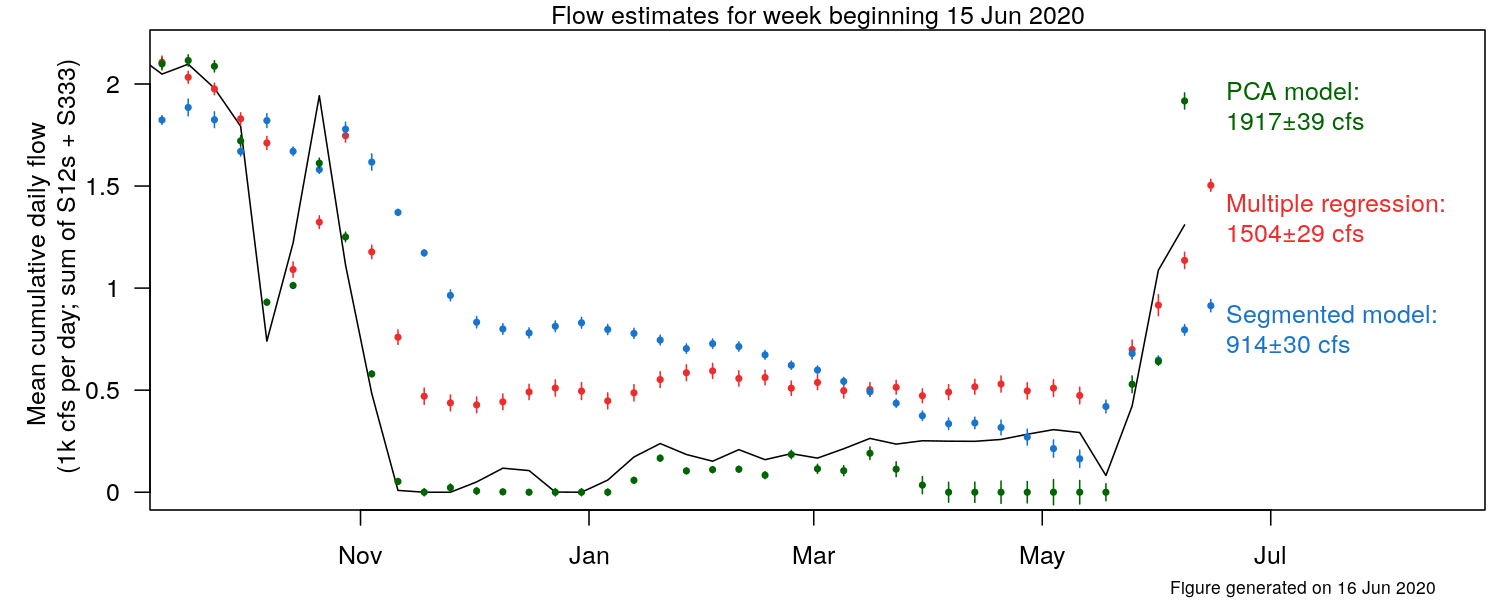 Flow estimates for week beginning 15 Jun 2020
Mean cumulative daily flow
(1k cfs per day; sum of S12s + S333)
2
1.5
1
0.5
0
PCA model:
1917±39 cfs
Multiple regression:
1504±29 cfs
Segmented model:
914±30 cfs
Nov
Jan
Mar
May
Jul
Figure generated on 16 Jun 2020